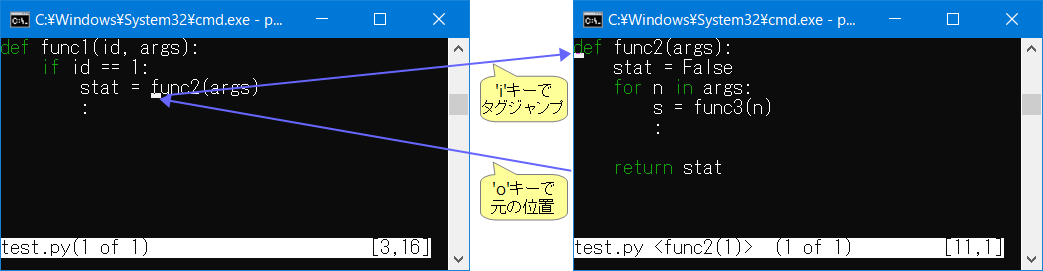 C:¥Windows¥System32¥cmd.exe - p...
def func1(id, args):
    if id == 1:
        stat = func2(args)
        :
test.py(1 of 1) [3,16]
'i'キーで
タグジャンプ
'o'キーで
元の位置
C:¥Windows¥System32¥cmd.exe - p...
def func2(args):
    stat = False
    for n in args:
        s = func3(n)
        :
    return stat
test.py <func2(1)> (1 of 1) [11,1]